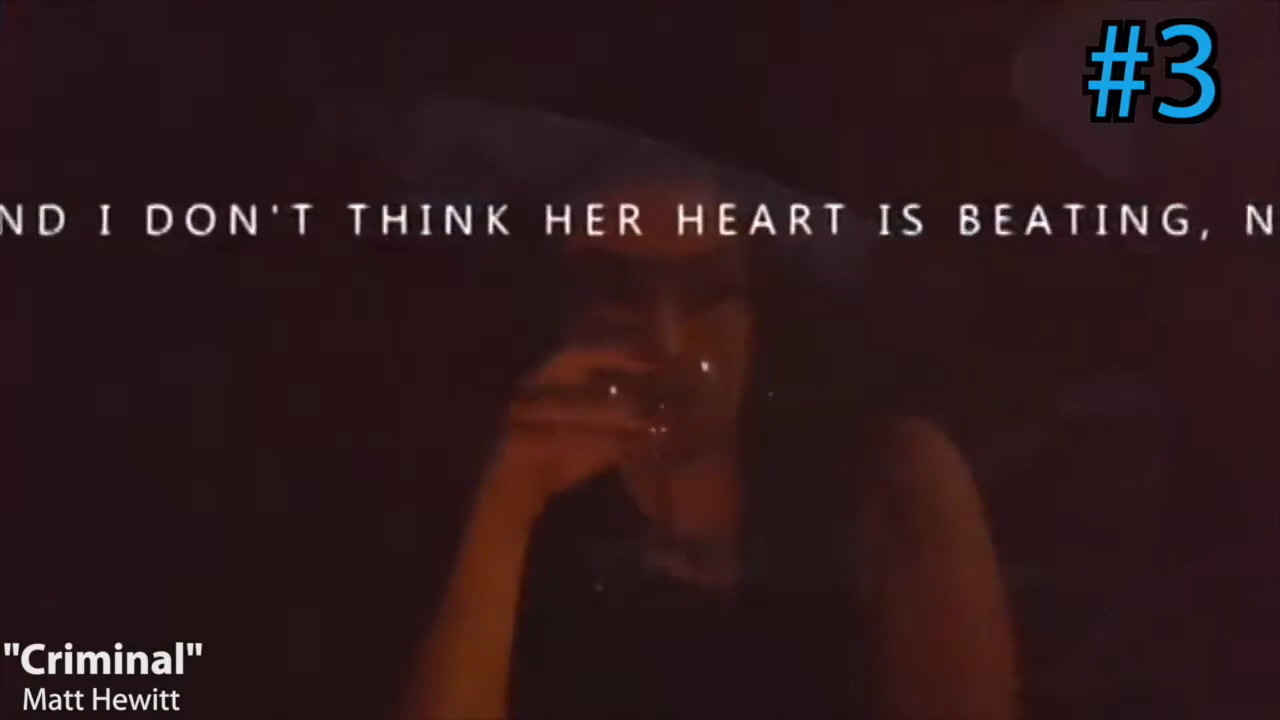 #3
ND I DON'T THINK HER HEART IS BEATING, N
"Criminal"
Matt Hewitt